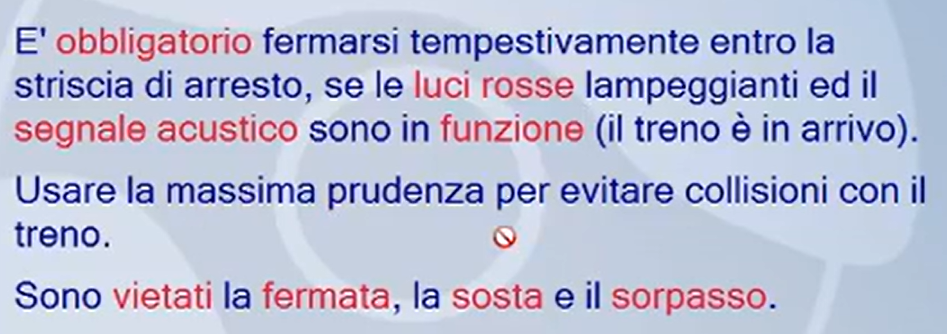 E' obbligatorio fermarsi tempestivamente entro la
striscia di arresto, se le luci rosse lampeggianti ed il
segnale acustico sono in funzione (il treno è in arrivo).
Usare la massima prudenza per evitare collisioni con il
treno.
Sono vietati la fermata, la sosta e il sorpasso.